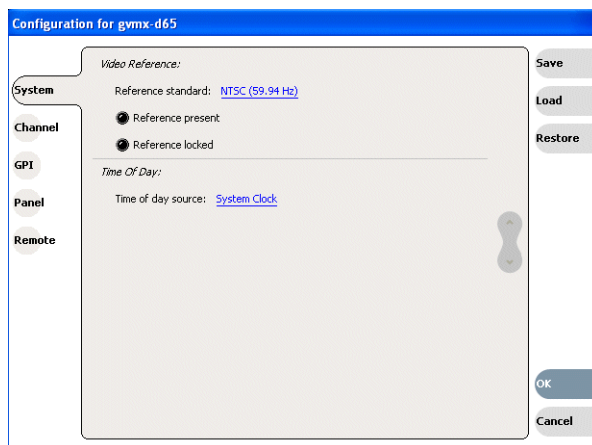 Configuration for gvmx-d65
System
Channel
GPI
Panel
Remote
Video Reference:
Reference standard: NTSC (59.94 Hz)
Reference present
Reference locked
Time Of Day:
Time of day source: System Clock
Save
Load
Restore
OK
Cancel